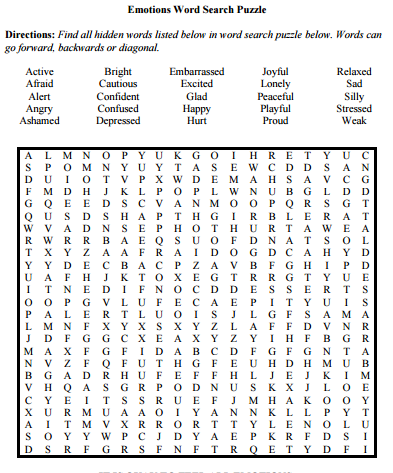 Emotions Word Search Puzzle
Directions: Find all hidden words listed below in word search puzzle below. Words can
go forward, backwards or diagonal.
Active Bright Embarrassed Joyful Relaxed
Afraid Cautious Excited Lonely Sad
Alert Confident Glad Peaceful Silly
Angry Confused Happy Playful Stressed
Ashamed Depressed Hurt Proud Weak
A L M N O P Y U K G O I H R E T Y U C
S P O M N Y U Y T A S E W C D D S A N
D U I O T V P X W D E M A H S A V C G
F M D H J K L P O P L W N U B G L D D
G Q E E D S C V A N M O O P Q R S G T
Q U S D S H A P T H G I R B L E R A T
W V A D N S E P H O T H U R T A W E A
R W R R B A E Q S U O F D N A T S O L
T X Y Z A A F R A I D O G D C A H Y D
Y Y D E C B A C P Z A V B F G H I P D
U A F H J K T O X E G T R R G T Y U E
I T N E D I F N O C D D E S S E R T S
O O P G V L U F E C A E P I T Y U I S
P A L E R T L U O I S J L G F S A M A
L M N F X Y X S X Y Z L A F F D V N R
J D F G G C X E A X Y Z Y I H F B G R
M A X F G F I D A B C D F G F G N T A
N V Z F Q F U T H G F E U H D H M U B
B G A D R H U F E F F H L J E J K I M
V H Q A S G R P O D N U S K X J L O E
C Y E I T S S R U E F J M H A K O O Y
X U R M U A A O I Y A N N K L L P Y T
A I T M V X R R O R T T Y L E N O L U
S O Y Y W P C J D Y A E P K R F D S I
D S R F G R S F N F T R Q E T Y D F I